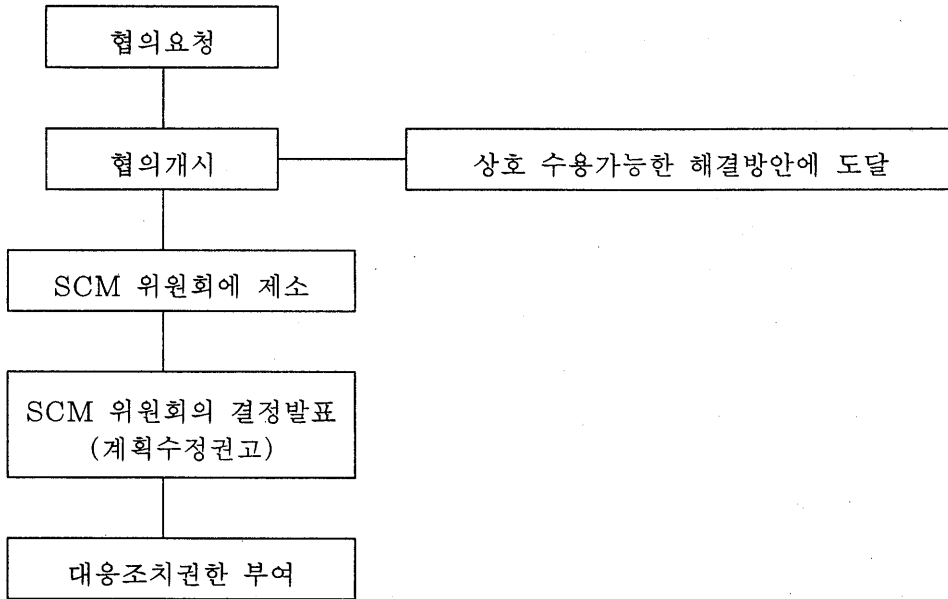 협의요청
협의개시
상호 수용가능한 해결방안에 도달
SCM 위원회에 제소
SCM 위원회의 결정발표
(계획수정권고)
대응조치권한 부여